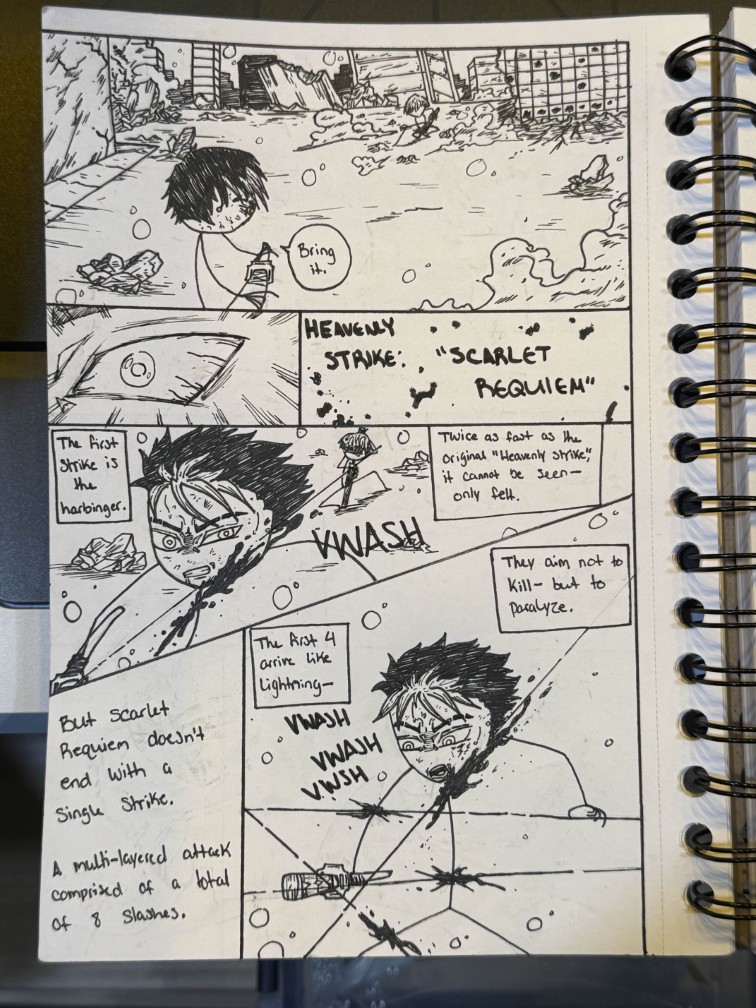 Bring
it.
HEAVENLY
STRIKE:
"SCARLET
REQUIEM"
The first
strike is
the
harbinger.
Twice as fast as the
original "Heavenly Strike",
it cannot be seen—
only felt.
VWASH
They aim not to
kill— but to
paralyze.
The first 4
arrive like
lightning—
VWASH
VWASH
VWSH
But Scarlet
Requiem doesn't
end with a
single strike.
A multi-layered attack
comprised of a total
of 8 slashes.